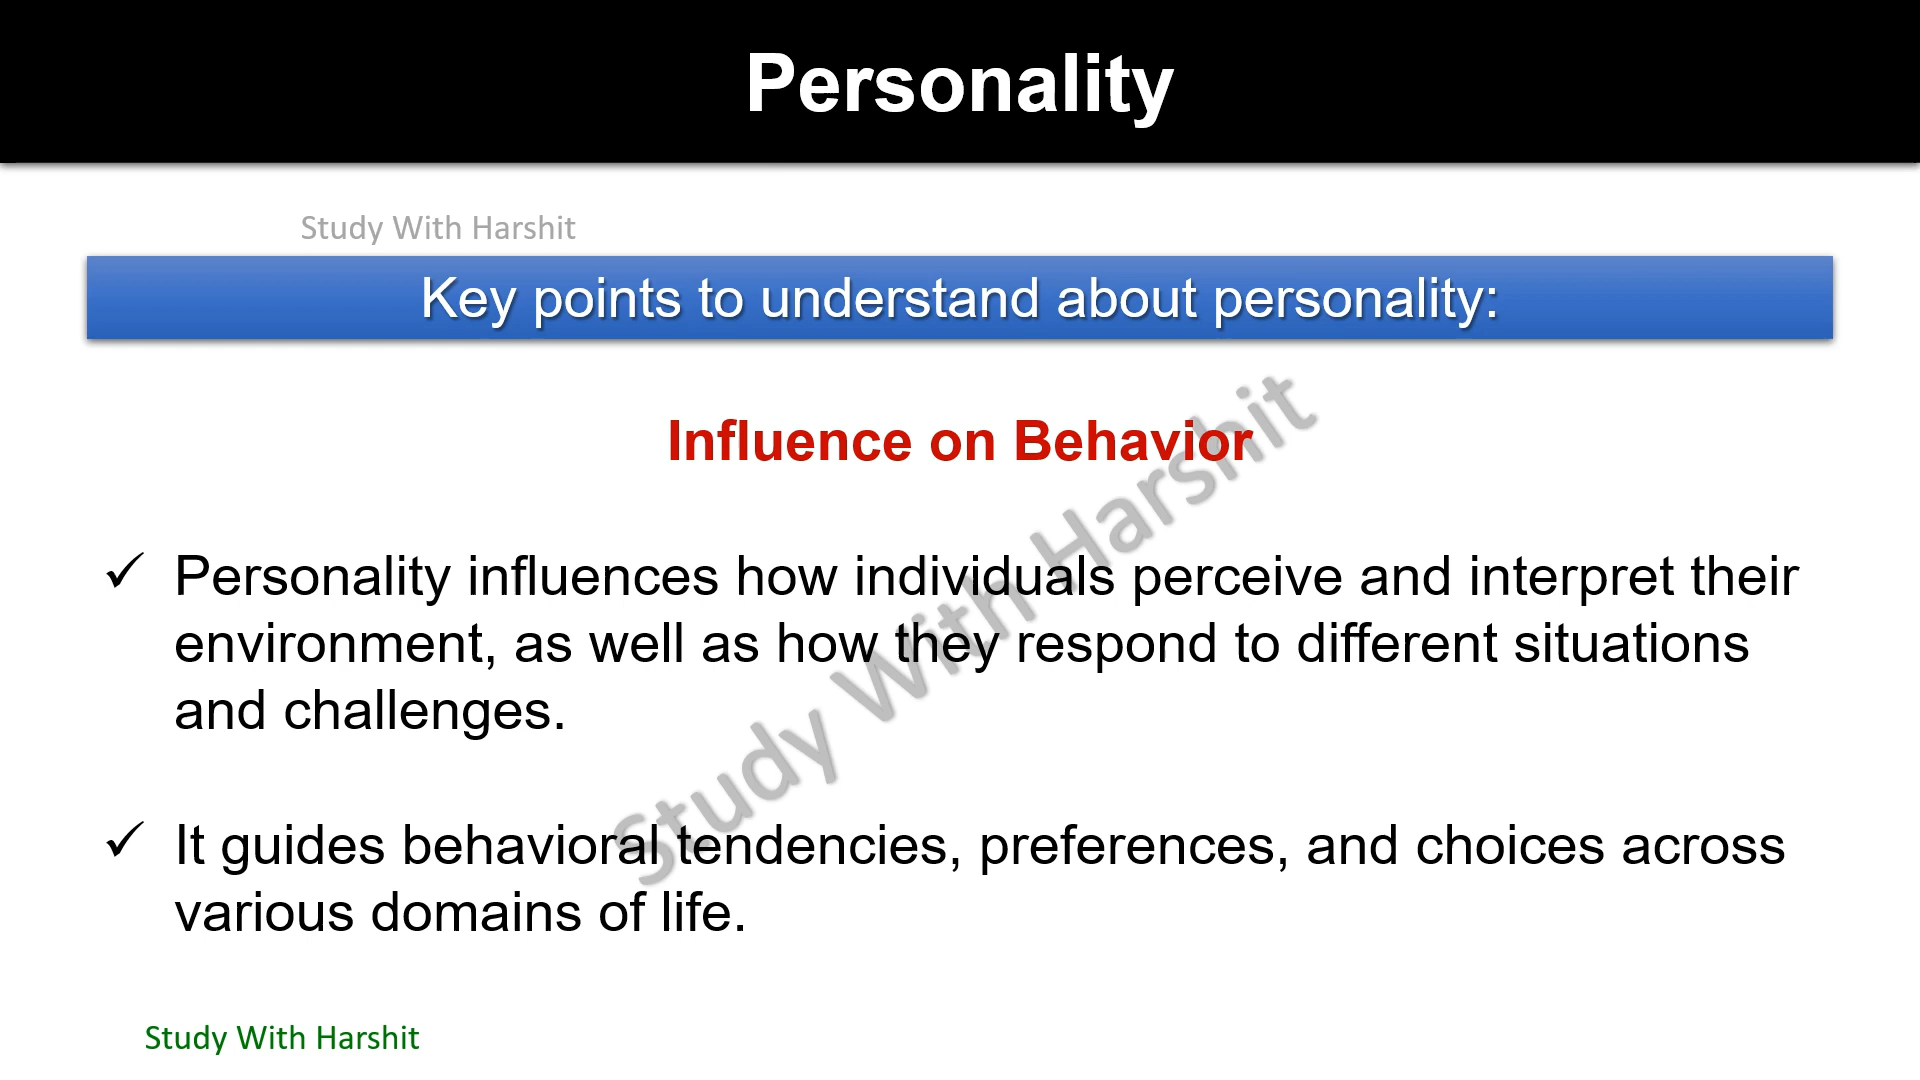 Personality
Study With Harshit
Key points to understand about personality:
Influence on Behavior
✓ Personality influences how individuals perceive and interpret their
environment, as well as how they respond to different situations
and challenges.
✓ It guides behavioral tendencies, preferences, and choices across
various domains of life.
Study With Harshit
Study With Harshit